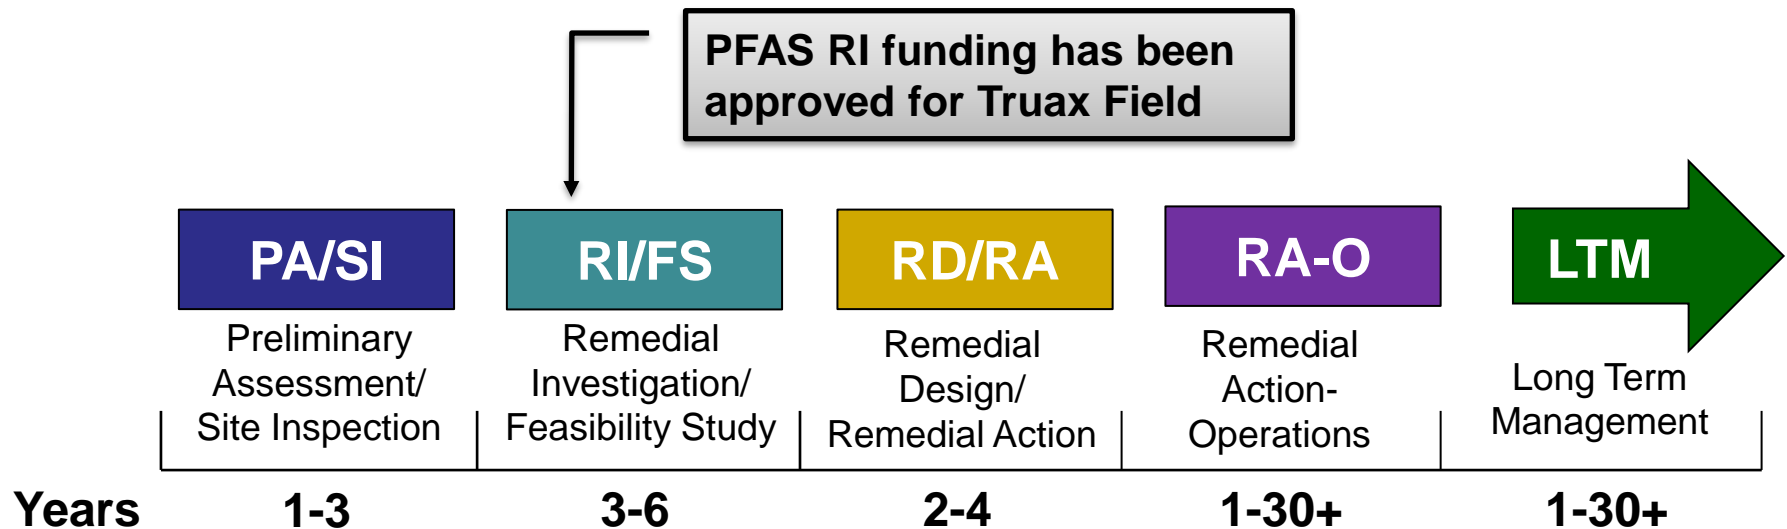 PFAS RI funding has been
approved for Truax Field
PA/SI
RI/FS
RD/RA
RA-O
LTM
Preliminary
Assessment/
Site Inspection
Remedial
Investigation/
Feasibility Study
Remedial
Design/
Remedial Action
Remedial
Action-
Operations
Long Term
Management
Years
1-3
3-6
2-4
1-30+
1-30+